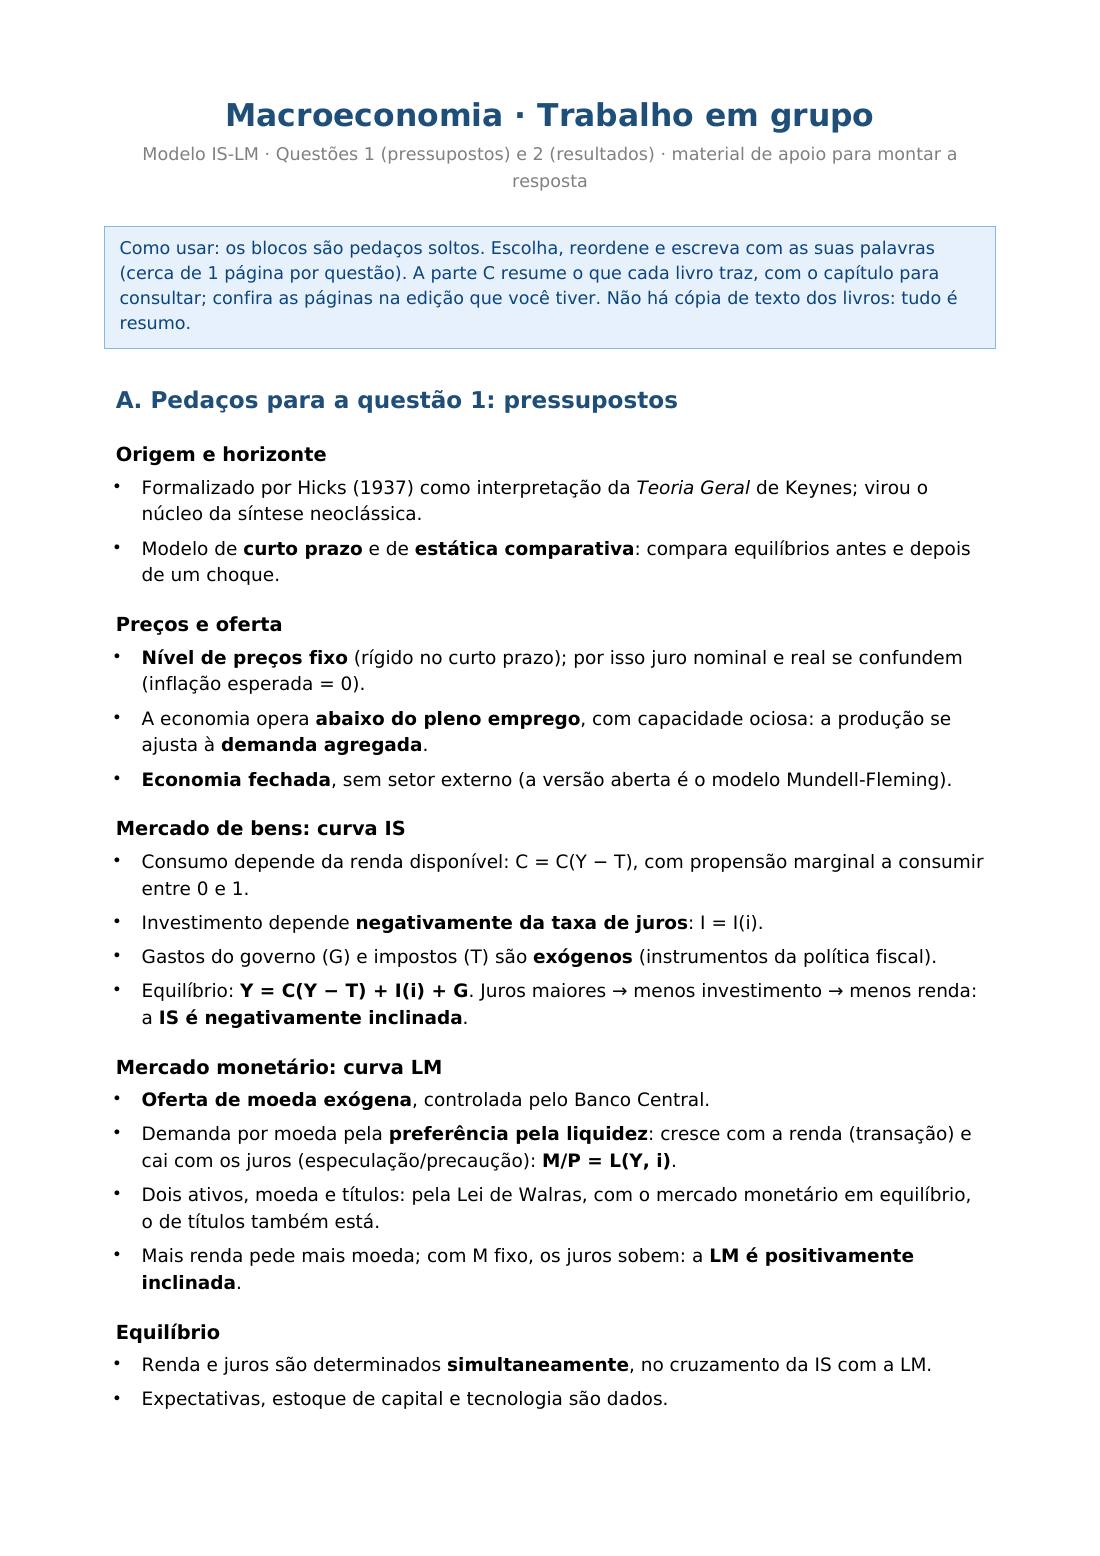 Macroeconomia · Trabalho em grupo
Modelo IS-LM · Questões 1 (pressupostos) e 2 (resultados) · material de apoio para montar a
resposta
Como usar: os blocos são pedaços soltos. Escolha, reordene e escreva com as suas palavras
(cerca de 1 página por questão). A parte C resume o que cada livro traz, com o capítulo para
consultar; confira as páginas na edição que você tiver. Não há cópia de texto dos livros: tudo é
resumo.
A. Pedaços para a questão 1: pressupostos
Origem e horizonte
• Formalizado por Hicks (1937) como interpretação da Teoria Geral de Keynes; virou o
núcleo da síntese neoclássica.
• Modelo de curto prazo e de estática comparativa: compara equilíbrios antes e depois
de um choque.
Preços e oferta
• Nível de preços fixo (rígido no curto prazo); por isso juro nominal e real se confundem
(inflação esperada = 0).
• A economia opera abaixo do pleno emprego, com capacidade ociosa: a produção se
ajusta à demanda agregada.
• Economia fechada, sem setor externo (a versão aberta é o modelo Mundell-Fleming).
Mercado de bens: curva IS
• Consumo depende da renda disponível: C = C(Y − T), com propensão marginal a consumir
entre 0 e 1.
• Investimento depende negativamente da taxa de juros: I = I(i).
• Gastos do governo (G) e impostos (T) são exógenos (instrumentos da política fiscal).
• Equilíbrio: Y = C(Y − T) + I(i) + G. Juros maiores → menos investimento → menos renda:
a IS é negativamente inclinada.
Mercado monetário: curva LM
• Oferta de moeda exógena, controlada pelo Banco Central.
• Demanda por moeda pela preferência pela liquidez: cresce com a renda (transação) e
cai com os juros (especulação/precaução): M/P = L(Y, i).
• Dois ativos, moeda e títulos: pela Lei de Walras, com o mercado monetário em equilíbrio,
o de títulos também está.
• Mais renda pede mais moeda; com M fixo, os juros sobem: a LM é positivamente
inclinada.
Equilíbrio
• Renda e juros são determinados simultaneamente, no cruzamento da IS com a LM.
• Expectativas, estoque de capital e tecnologia são dados.